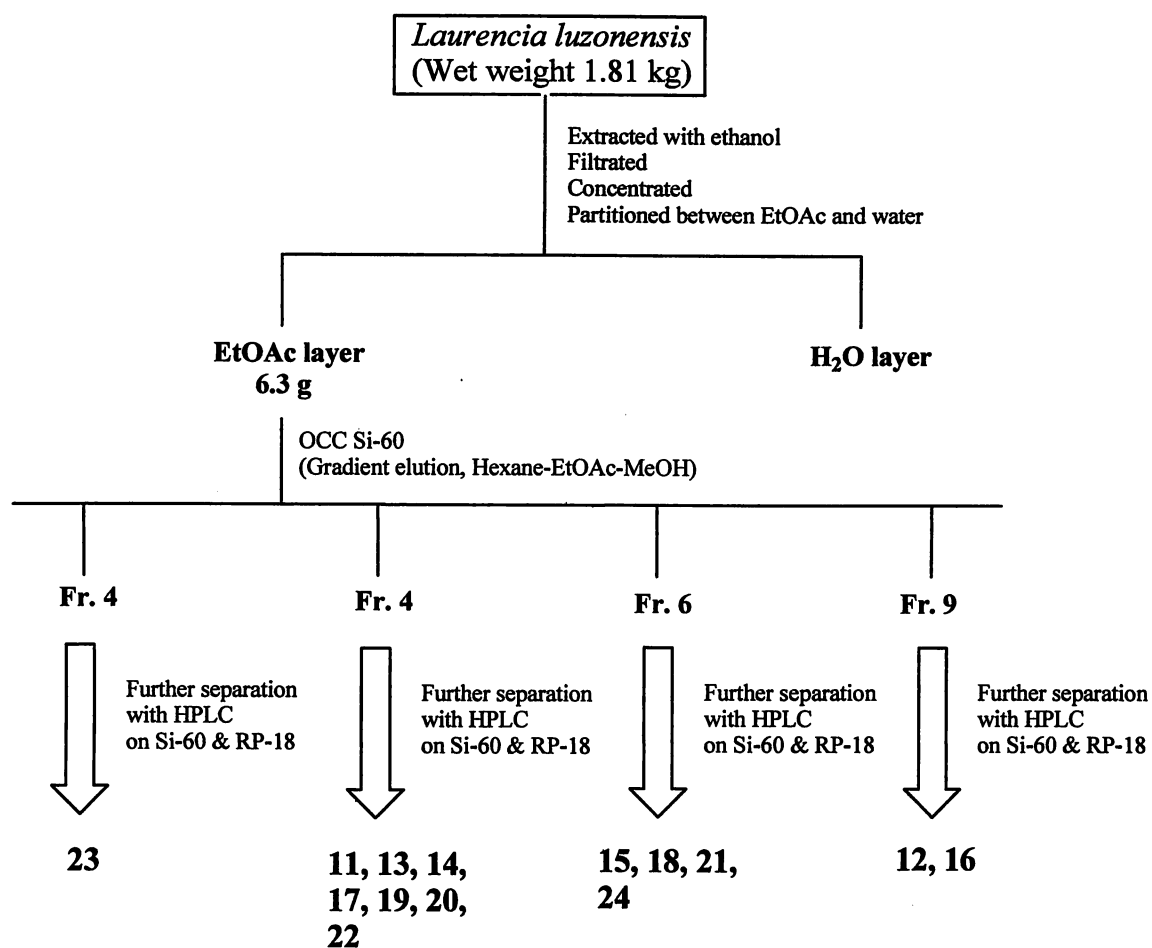 Laurencia luzonensis
(Wet weight 1.81 kg)
Extracted with ethanol
Filtrated
Concentrated
Partitioned between EtOAc and water
EtOAc layer
6.3 g
H₂O layer
OCC Si-60
(Gradient elution, Hexane-EtOAc-MeOH)
Fr. 4
Fr. 4
Fr. 6
Fr. 9
Further separation
with HPLC
on Si-60 & RP-18
Further separation
with HPLC
on Si-60 & RP-18
Further separation
with HPLC
on Si-60 & RP-18
Further separation
with HPLC
on Si-60 & RP-18
23
11, 13, 14,
17, 19, 20,
22
15, 18, 21,
24
12, 16